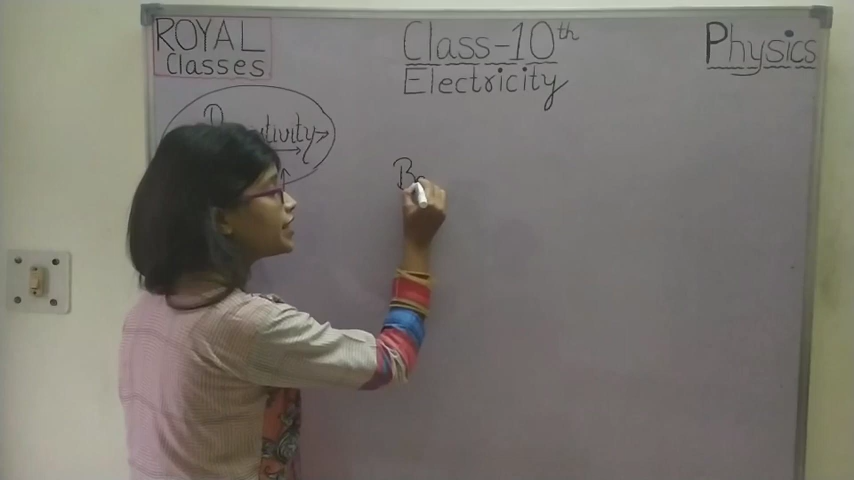 ROYAL
Classes
Class-10th
Electricity
Physics